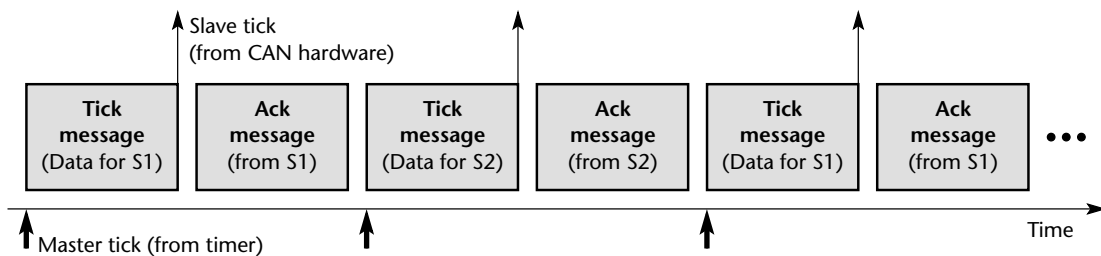 Slave tick
(from CAN hardware)
Tick
message
(Data for S1)
Ack
message
(from S1)
Tick
message
(Data for S2)
Ack
message
(from S2)
Tick
message
(Data for S1)
Ack
message
(from S1)
•••
Time
Master tick (from timer)